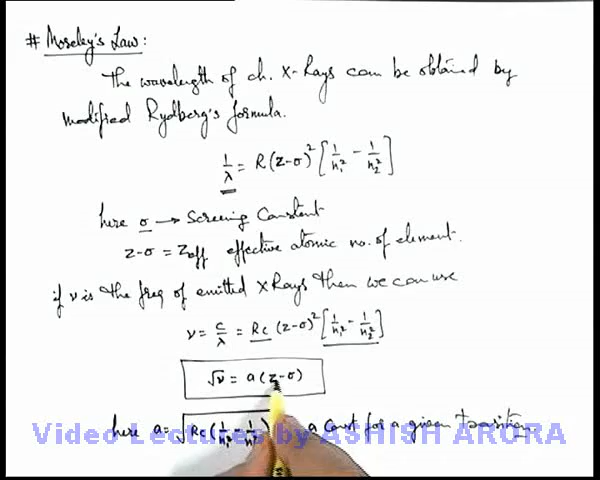 # Moseley's Law:
The wavelength of ch. X-Rays can be obtained by
modified Rydberg's formula.
1/λ = R(z-σ)² [1/n₁² - 1/n₂²]
here σ → Screening Constant
z-σ = Zeff effective atomic no. of element.
if ν is the freq of emitted X Rays then we can use
ν = c/λ = Rc (z-σ)² [1/n₁² - 1/n₂²]
√ν = a(z-σ)
here a = √Rc(1/n₁² - 1/n₂²) a const for a given transition.
Video Lectures by ASHISH ARORA